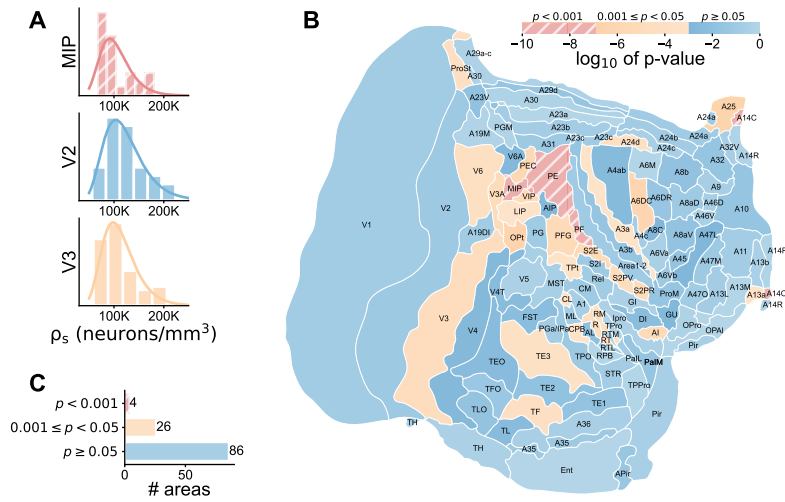 A
MIP
100K 200K
V2
100K 200K
V3
100K 200K
ρs (neurons/mm³)
C
p < 0.001 4
0.001 ≤ p < 0.05 26
p ≥ 0.05 86
0 50
# areas
B
p < 0.001 0.001 ≤ p < 0.05 p ≥ 0.05
−10 −8 −6 −4 −2 0
log10 of p-value
A29a-c
ProSt
A30
A23V
A29d
A30
A23a
A23b
A19M
PGM
A31
A23c
A23c
A24d
A24b
A24c
A24a
A24a
A25
A14C
A32V
A32
A14R
V6A
PEC
V6
PE
MIP
V3A
VIP
AIP
LIP
A4ab
A6M
A8b
A9
A6DC
A6DR
A8aD
A46D
A46V
A10
V1
V2
A19DI
OPt
PG
PFG
PF
S2E
A3a
A4c
A8C
A3b
A6Va
A8aV
A47L
A45
A47M
A11
A13b
A14R
V5
MST
TPt
S2I
ReI
Area1-2
S2PV
S2PR
A6Vb
ProM
A47O
A13L
A13M
A13a
A14C
A14R
V4T
CM
CL
A1
GI
V3
V4
FST
ML
RM
Ipro
DI
GU
OPro
OPAl
PGa/IPa
CPB
AL
R
TPro
RTM
RT
RTL
AI
Pir
TEO
TE3
TPO
RPB
PaIL
PalM
STR
TPPro
TFO
TE2
TE1
TLO
TF
A36
Pir
TH
TL
A35
A35
TH
Ent
APir